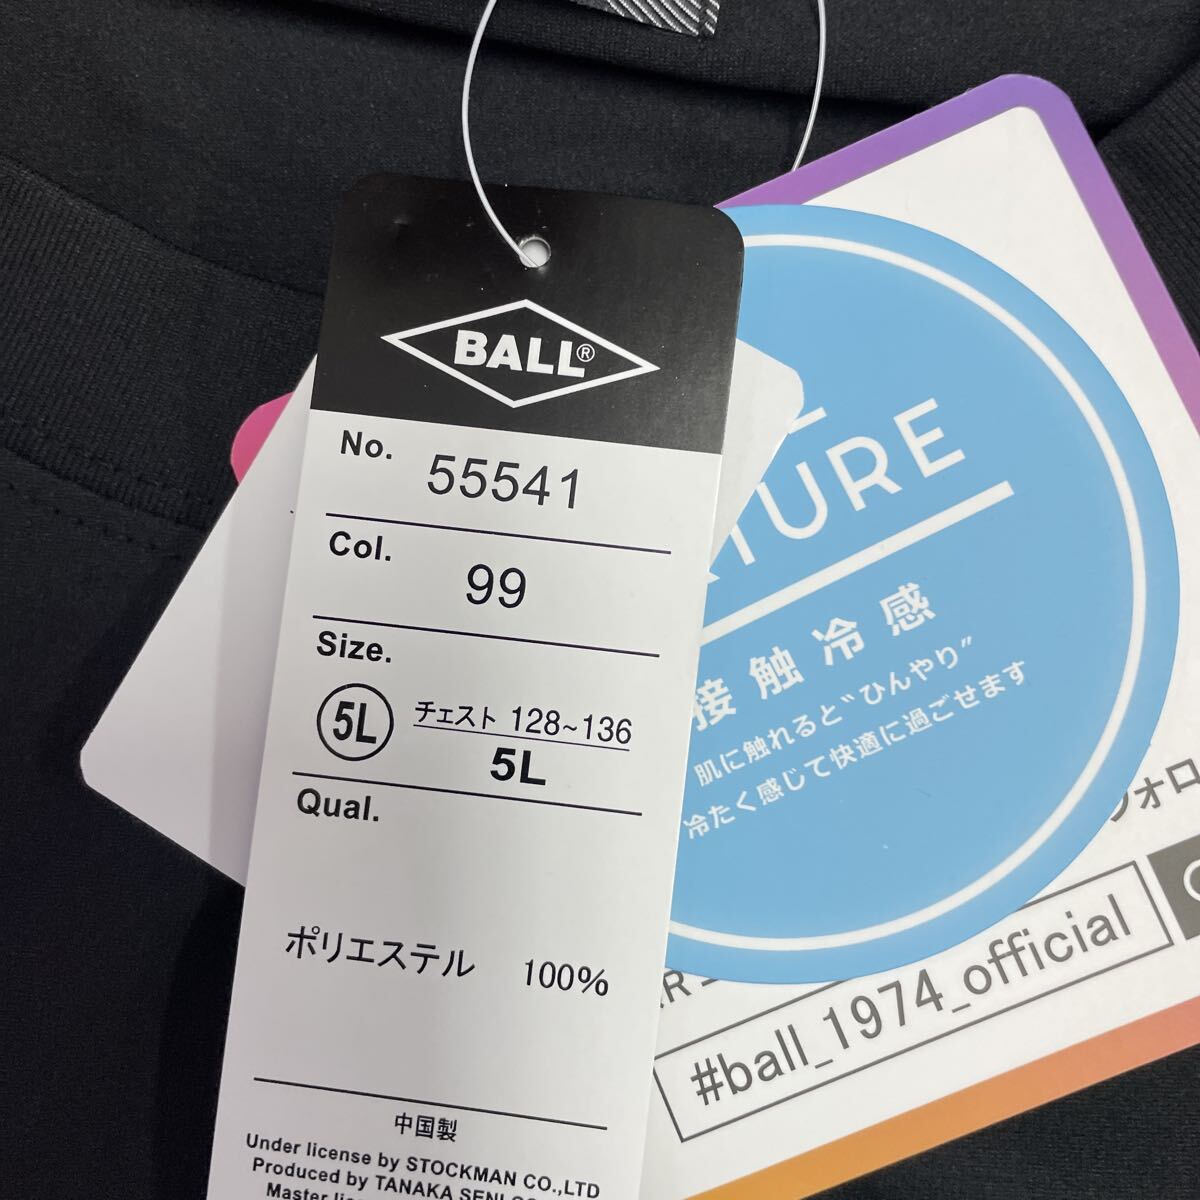 BALL®
No.
55541
Col.
99
Size.
5L チェスト 128~136
5L
Qual.
ポリエステル 100%
中国製
Under license by STOCKMAN CO.,LTD
Produced by TANAKA
接触冷感
肌に触れると"ひんやり"
冷たく感じて快適に過ごせます
#ball_1974_official